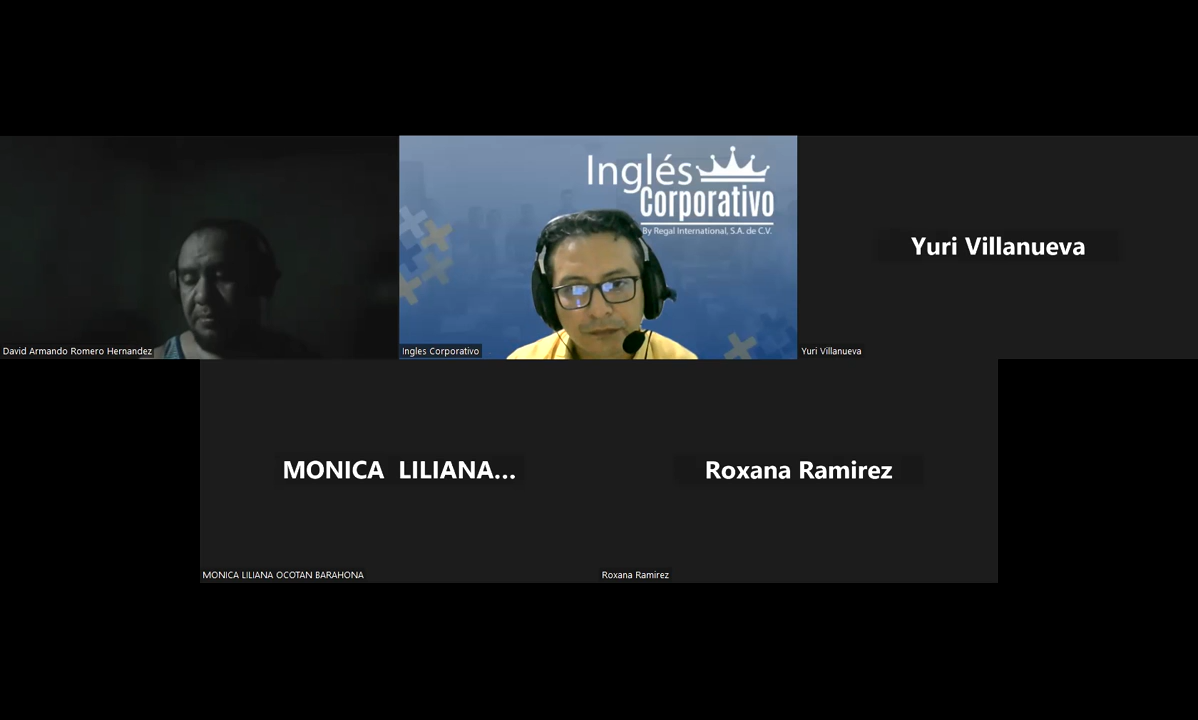 Inglés
Corporativo
By Regal International, S.A. de C.V.
Yuri Villanueva
David Armando Romero Hernandez
Ingles Corporativo
Yuri Villanueva
MONICA LILIANA...
Roxana Ramirez
MONICA LILIANA OCOTAN BARAHONA
Roxana Ramirez